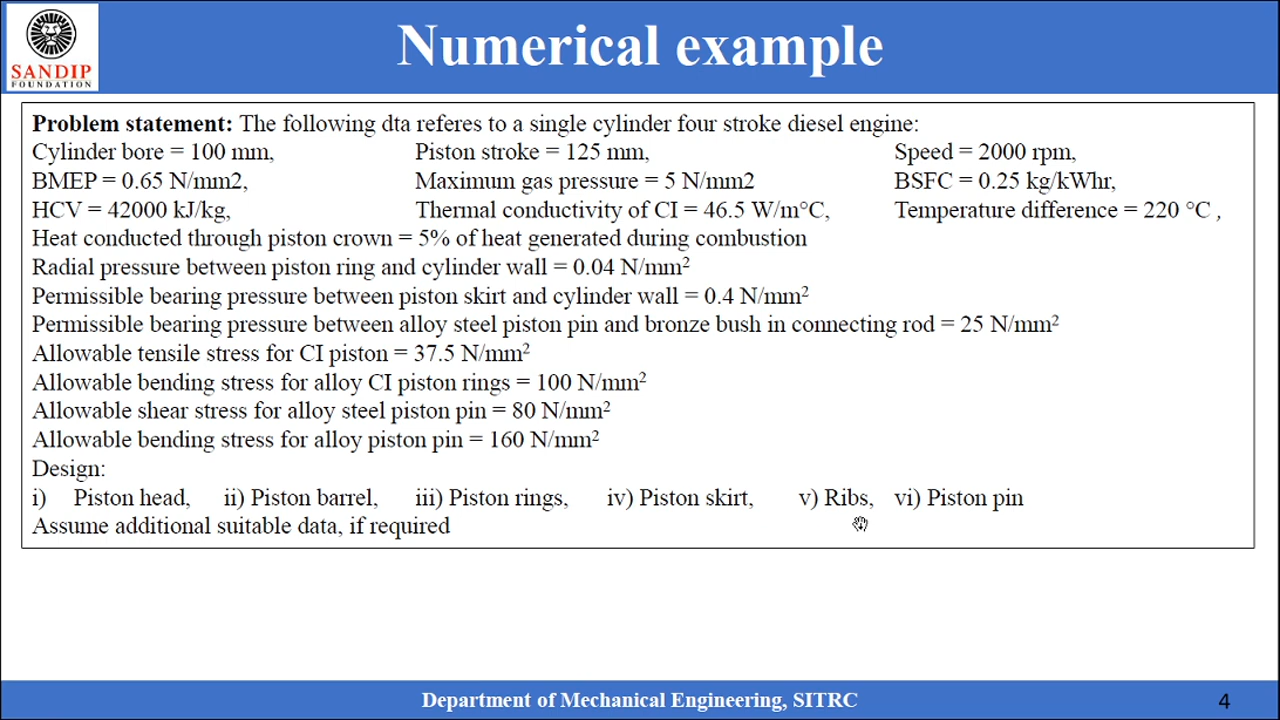 SANDIP
FOUNDATION
Numerical example
Problem statement: The following dta referes to a single cylinder four stroke diesel engine:
Cylinder bore = 100 mm, Piston stroke = 125 mm, Speed = 2000 rpm,
BMEP = 0.65 N/mm2, Maximum gas pressure = 5 N/mm2 BSFC = 0.25 kg/kWhr,
HCV = 42000 kJ/kg, Thermal conductivity of CI = 46.5 W/m°C, Temperature difference = 220 °C ,
Heat conducted through piston crown = 5% of heat generated during combustion
Radial pressure between piston ring and cylinder wall = 0.04 N/mm²
Permissible bearing pressure between piston skirt and cylinder wall = 0.4 N/mm²
Permissible bearing pressure between alloy steel piston pin and bronze bush in connecting rod = 25 N/mm²
Allowable tensile stress for CI piston = 37.5 N/mm²
Allowable bending stress for alloy CI piston rings = 100 N/mm²
Allowable shear stress for alloy steel piston pin = 80 N/mm²
Allowable bending stress for alloy piston pin = 160 N/mm²
Design:
i) Piston head, ii) Piston barrel, iii) Piston rings, iv) Piston skirt, v) Ribs, vi) Piston pin
Assume additional suitable data, if required
Department of Mechanical Engineering, SITRC
4